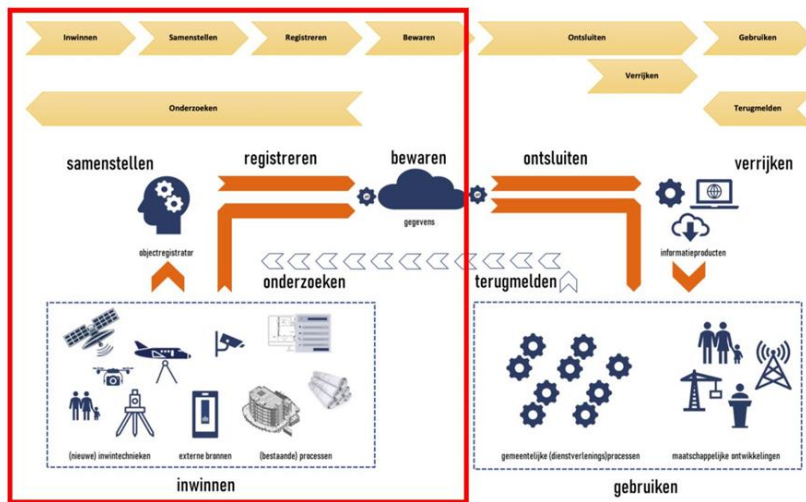 Inwinnen
Samenstellen
Registreren
Bewaren
Ontsluiten
Gebruiken
Verrijken
Onderzoeken
Terugmelden
samenstellen
registreren
bewaren
ontsluiten
verrijken
objectregistrator
gegevens
informatieproducten
onderzoeken
terugmelden
(nieuwe) inwintechnieken
externe bronnen
(bestaande) processen
gemeentelijke (dienstverlenings)processen
maatschappelijke ontwikkelingen
inwinnen
gebruiken